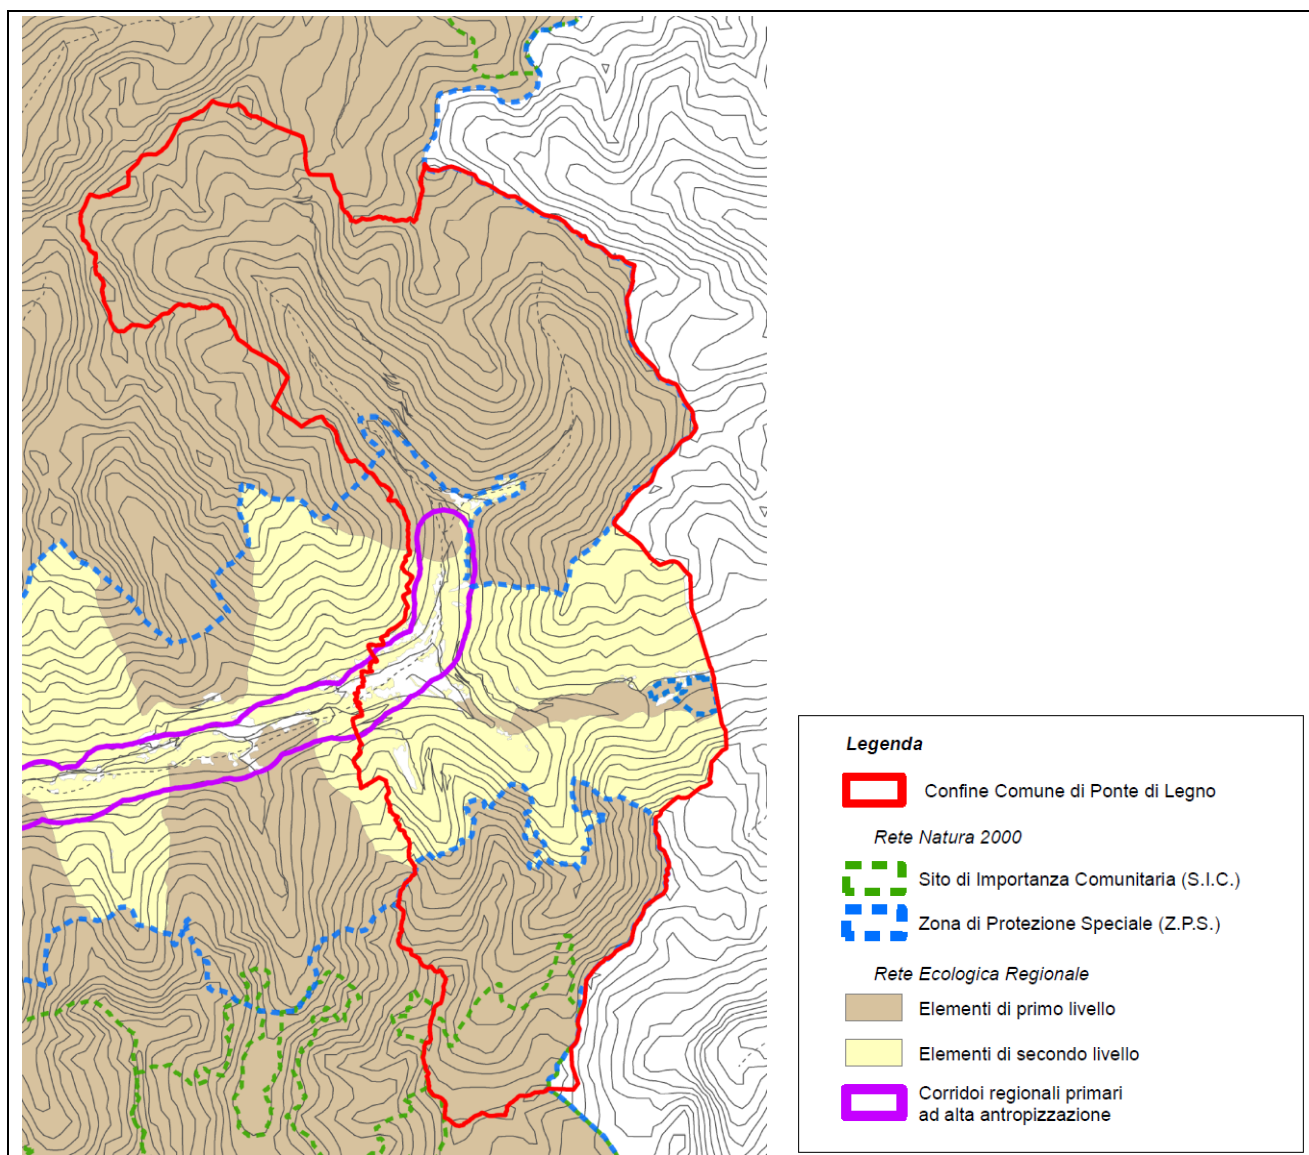 Legenda
Confine Comune di Ponte di Legno
Rete Natura 2000
Sito di Importanza Comunitaria (S.I.C.)
Zona di Protezione Speciale (Z.P.S.)
Rete Ecologica Regionale
Elementi di primo livello
Elementi di secondo livello
Corridoi regionali primari
ad alta antropizzazione